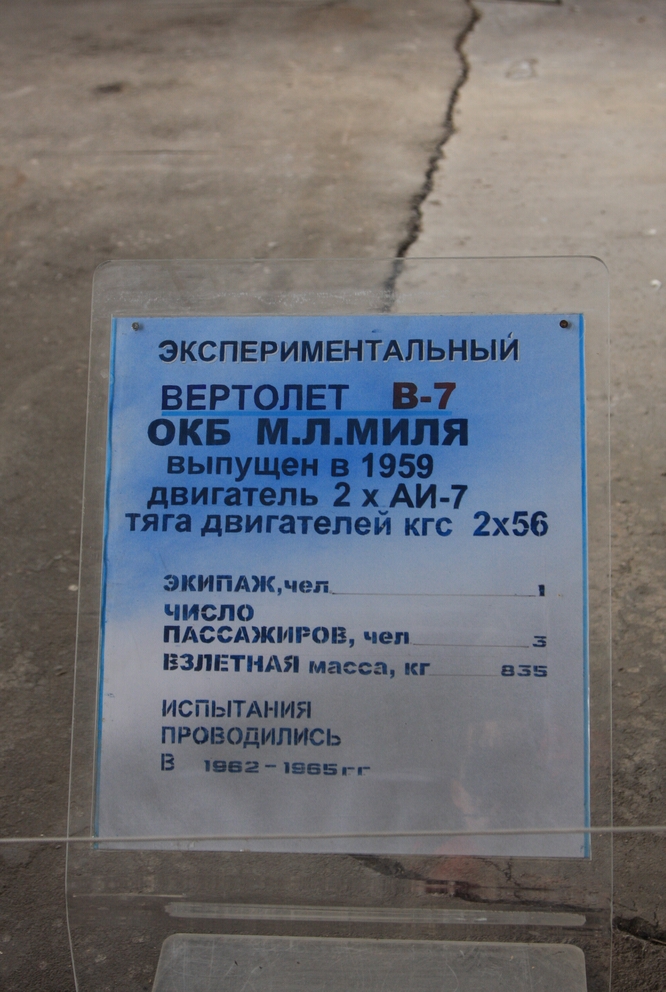 ЭКСПЕРИМЕНТАЛЬНЫЙ
ВЕРТОЛЕТ В-7
ОКБ М.Л.МИЛЯ
выпущен в 1959
двигатель 2 х АИ-7
тяга двигателей кгс 2х56
ЭКИПАЖ,чел 1
ЧИСЛО
ПАССАЖИРОВ, чел 3
ВЗЛЕТНАЯ масса, кг 835
ИСПЫТАНИЯ
ПРОВОДИЛИСЬ
В 1962-1965гг